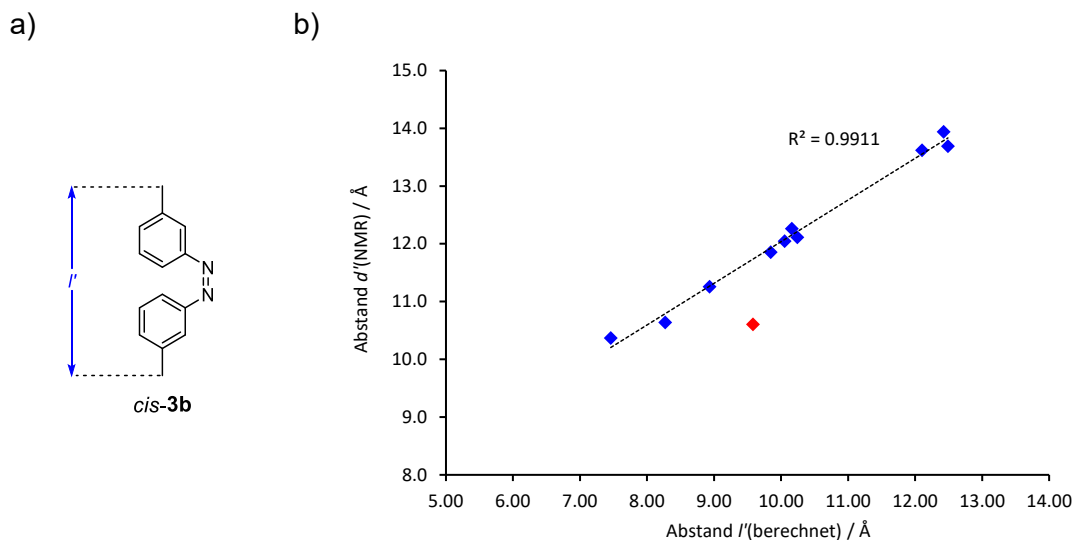 a)
b)
l'
N
N
cis-3b
R² = 0.9911
Abstand d'(NMR) / Å
15.0
14.0
13.0
12.0
11.0
10.0
9.0
8.0
5.00 6.00 7.00 8.00 9.00 10.00 11.00 12.00 13.00 14.00
Abstand l'(berechnet) / Å